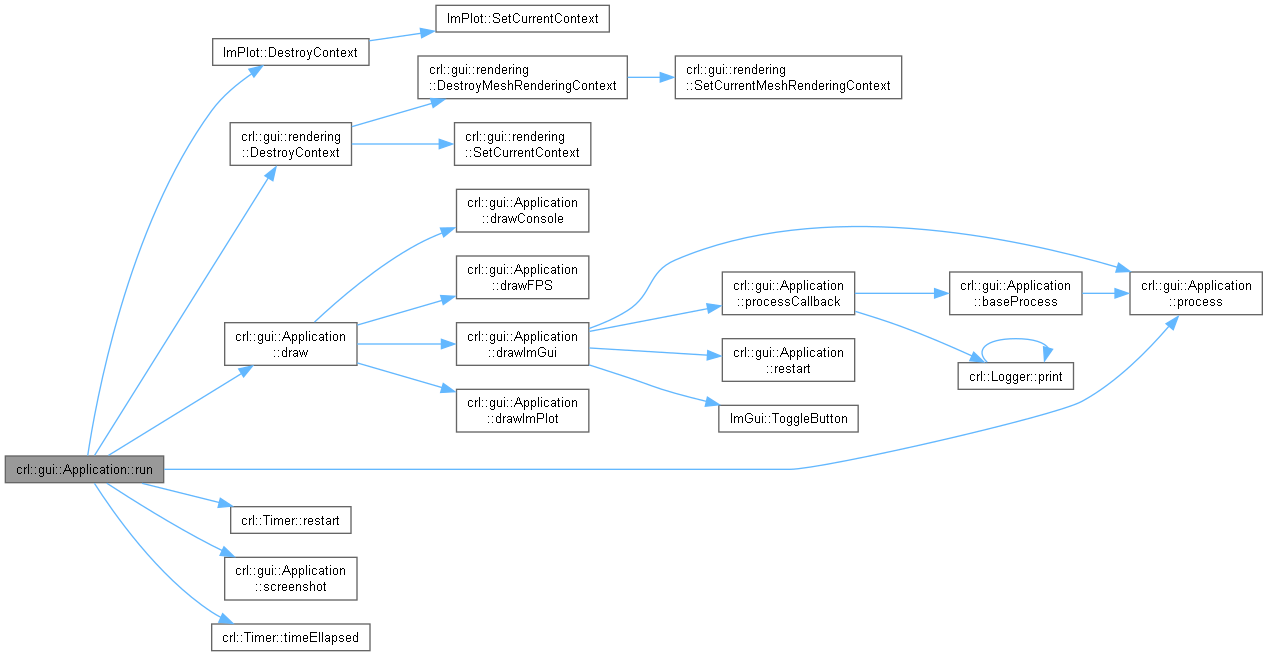 ImPlot::SetCurrentContext
ImPlot::DestroyContext
crl::gui::rendering
::DestroyMeshRenderingContext
crl::gui::rendering
::SetCurrentMeshRenderingContext
crl::gui::rendering
::DestroyContext
crl::gui::rendering
::SetCurrentContext
crl::gui::Application
::drawConsole
crl::gui::Application
::drawFPS
crl::gui::Application
::processCallback
crl::gui::Application
::baseProcess
crl::gui::Application
::process
crl::gui::Application
::draw
crl::gui::Application
::drawImGui
crl::gui::Application
::restart
crl::Logger::print
crl::gui::Application
::drawImPlot
ImGui::ToggleButton
crl::gui::Application::run
crl::Timer::restart
crl::gui::Application
::screenshot
crl::Timer::timeEllapsed